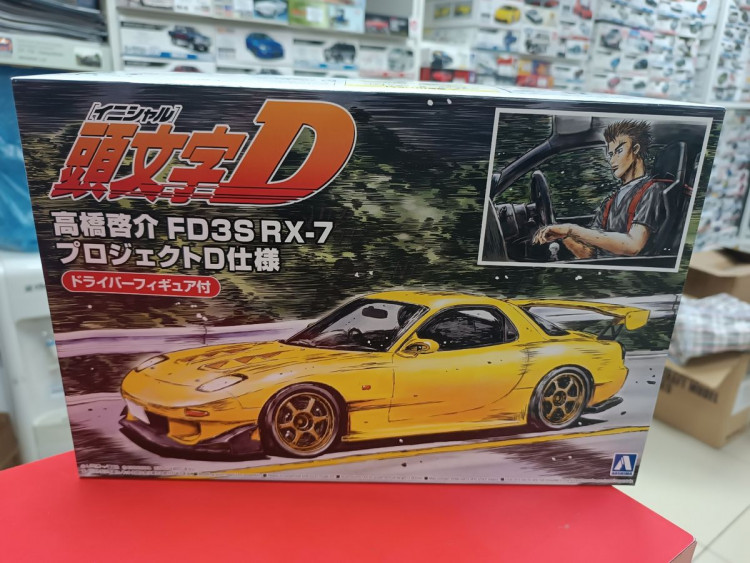 [イニシャル]
頭文字D
高橋啓介 FD3S RX-7
プロジェクトD仕様
ドライバーフィギュア付